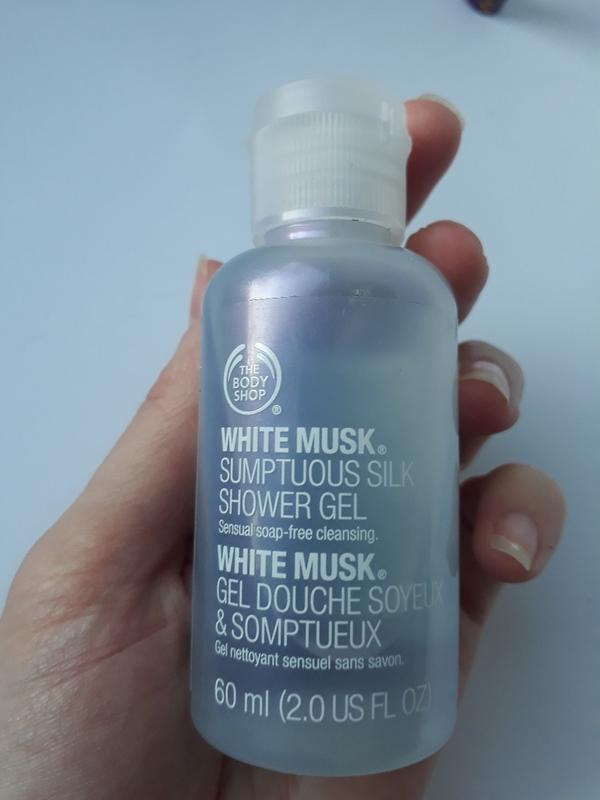 THE
BODY
SHOP®
WHITE MUSK®
SUMPTUOUS SILK
SHOWER GEL
Sensual soap-free cleansing.
WHITE MUSK®
GEL DOUCHE SOYEUX
& SOMPTUEUX
Gel nettoyant sensuel sans savon.
60 ml (2.0 US FL OZ)